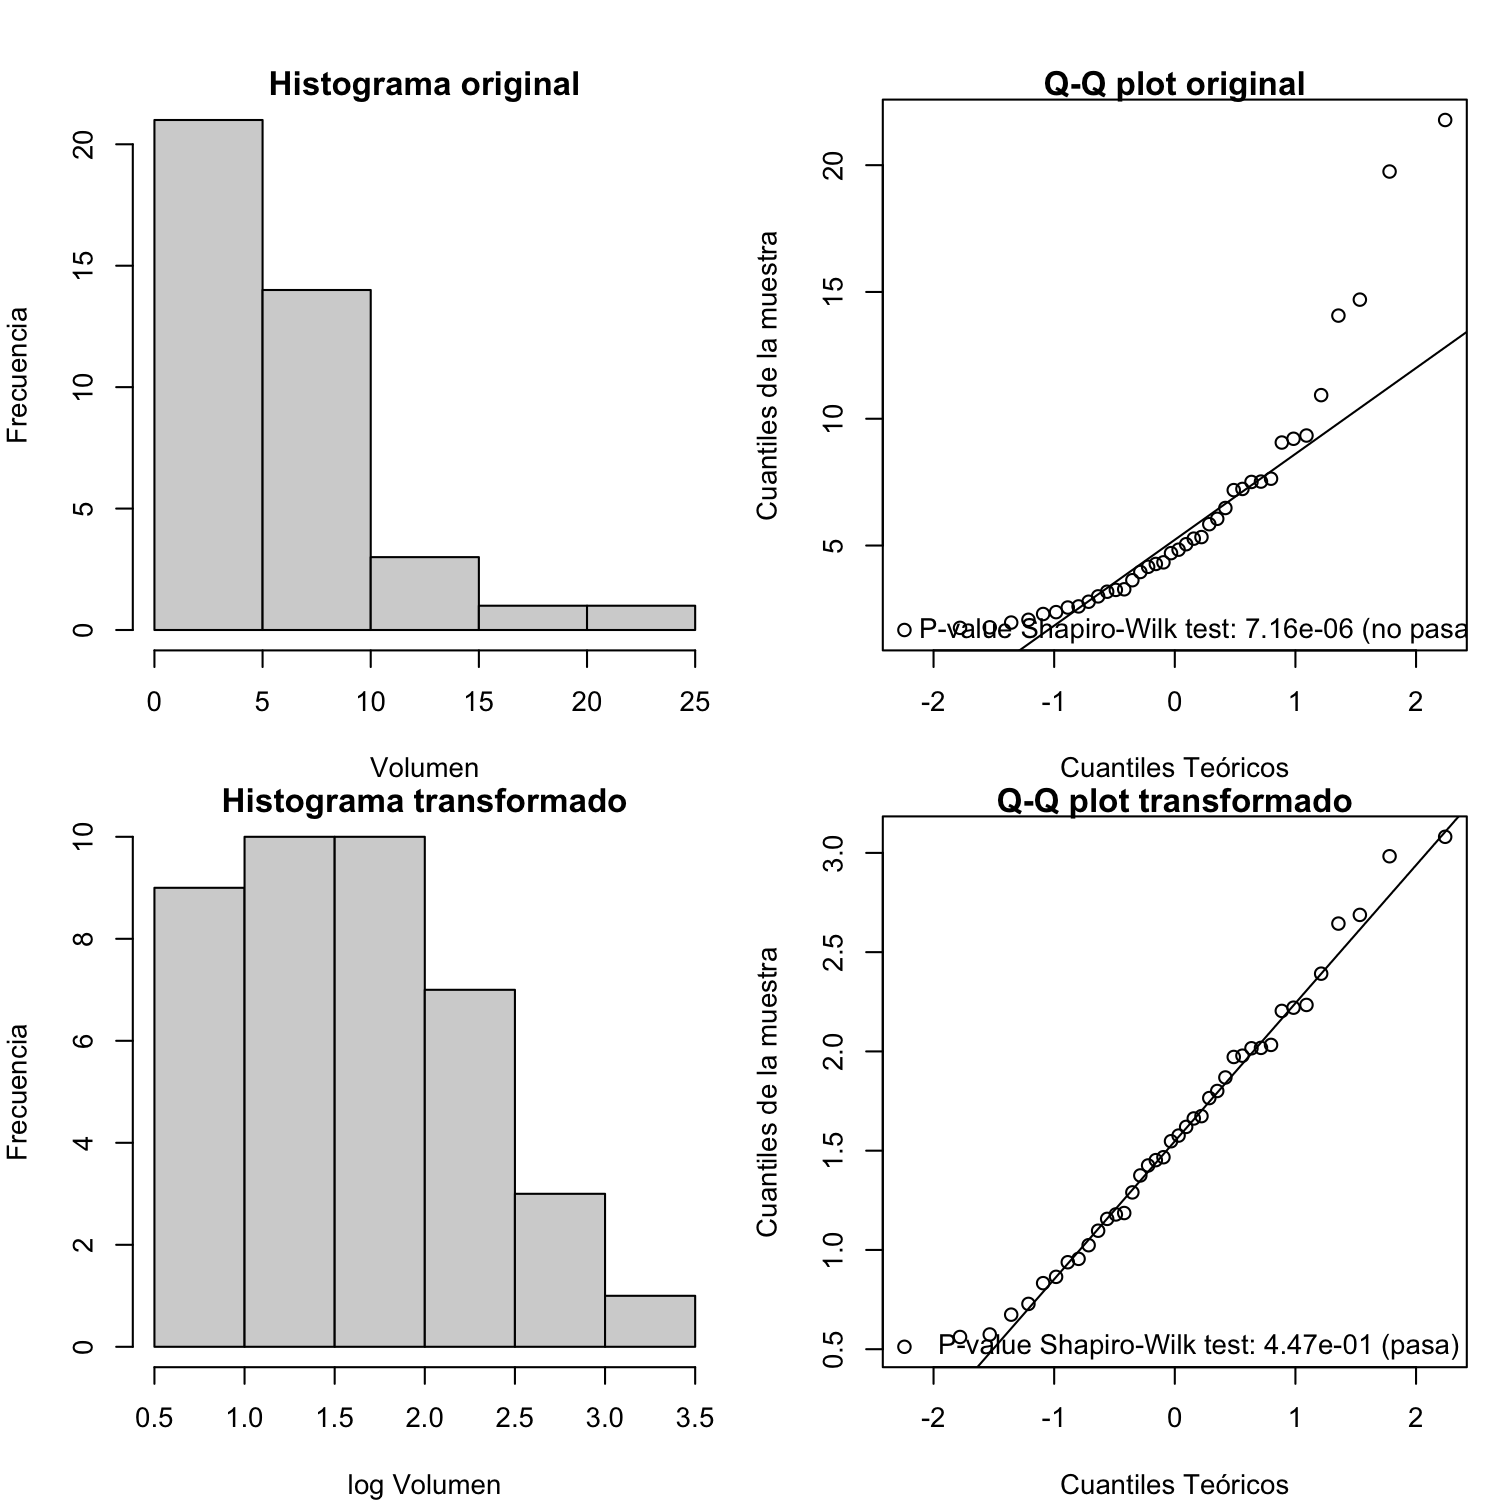 Histograma original
Frecuencia
20
15
10
5
0
0 5 10 15 20 25
Volumen
Q-Q plot original
Cuantiles de la muestra
20
15
10
5
P-value Shapiro-Wilk test: 7.16e-06 (no pasa
-2 -1 0 1 2
Cuantiles Teóricos
Histograma transformado
Frecuencia
10
8
6
4
2
0
0.5 1.0 1.5 2.0 2.5 3.0 3.5
log Volumen
Q-Q plot transformado
Cuantiles de la muestra
3.0
2.5
2.0
1.5
1.0
0.5
P-value Shapiro-Wilk test: 4.47e-01 (pasa)
-2 -1 0 1 2
Cuantiles Teóricos